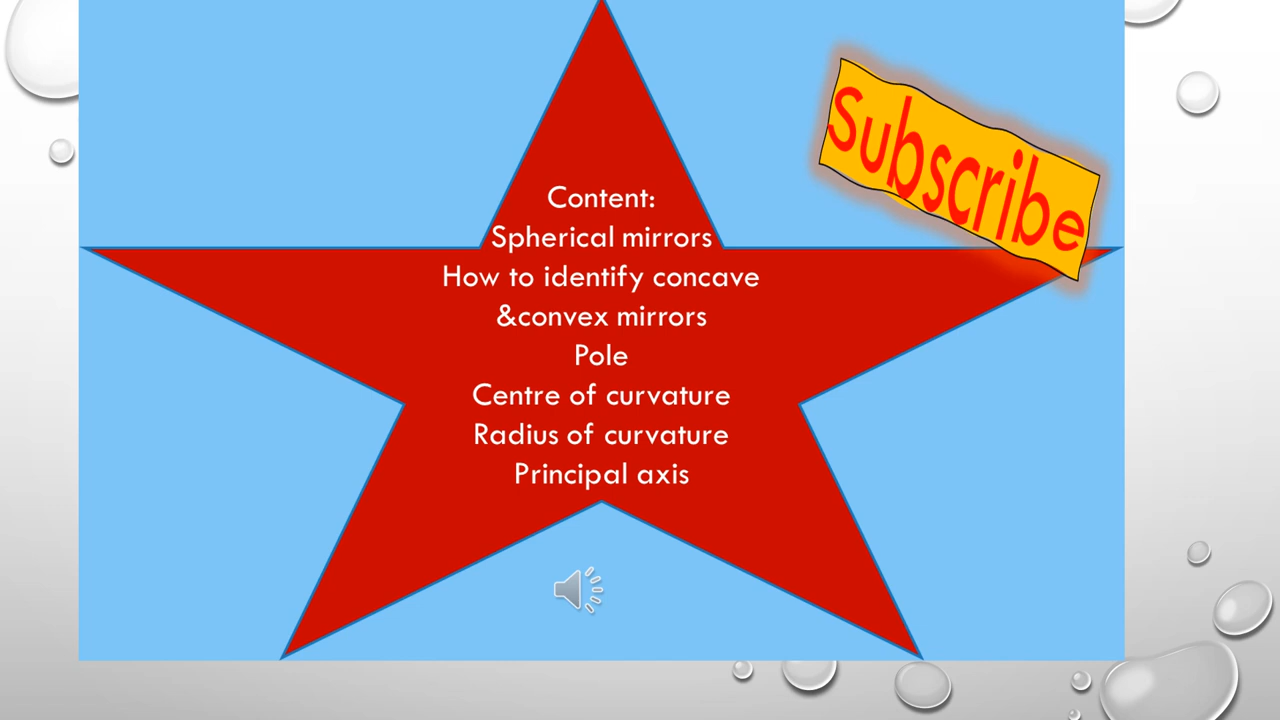 Subscribe
Content:
Spherical mirrors
How to identify concave
&convex mirrors
Pole
Centre of curvature
Radius of curvature
Principal axis